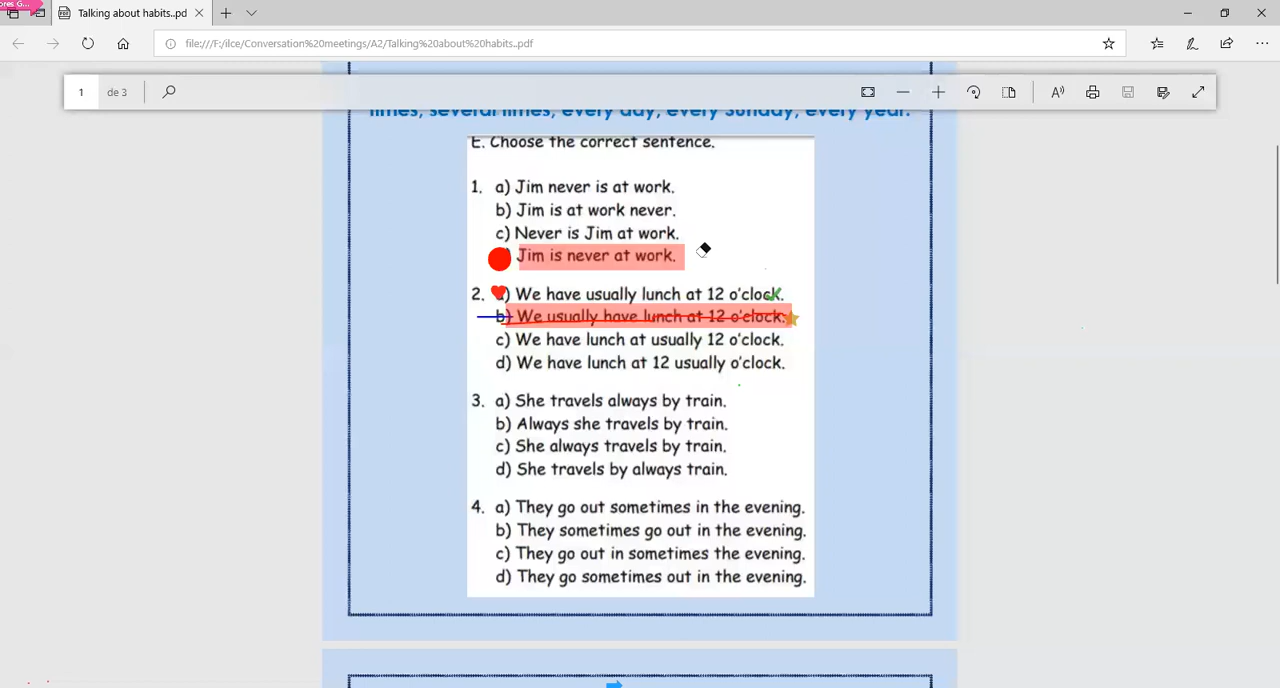 ores G...
Talking about habits..pd
file:///F:/ilce/Conversation%20meetings/A2/Talking%20about%20habits..pdf
1 de 3
times, several times, every day, every Sunday, every year.
E. Choose the correct sentence.
1. a) Jim never is at work.
b) Jim is at work never.
c) Never is Jim at work.
) Jim is never at work.
2. a) We have usually lunch at 12 o'clock.
b) We usually have lunch at 12 o'clock.
c) We have lunch at usually 12 o'clock.
d) We have lunch at 12 usually o'clock.
3. a) She travels always by train.
b) Always she travels by train.
c) She always travels by train.
d) She travels by always train.
4. a) They go out sometimes in the evening.
b) They sometimes go out in the evening.
c) They go out in sometimes the evening.
d) They go sometimes out in the evening.